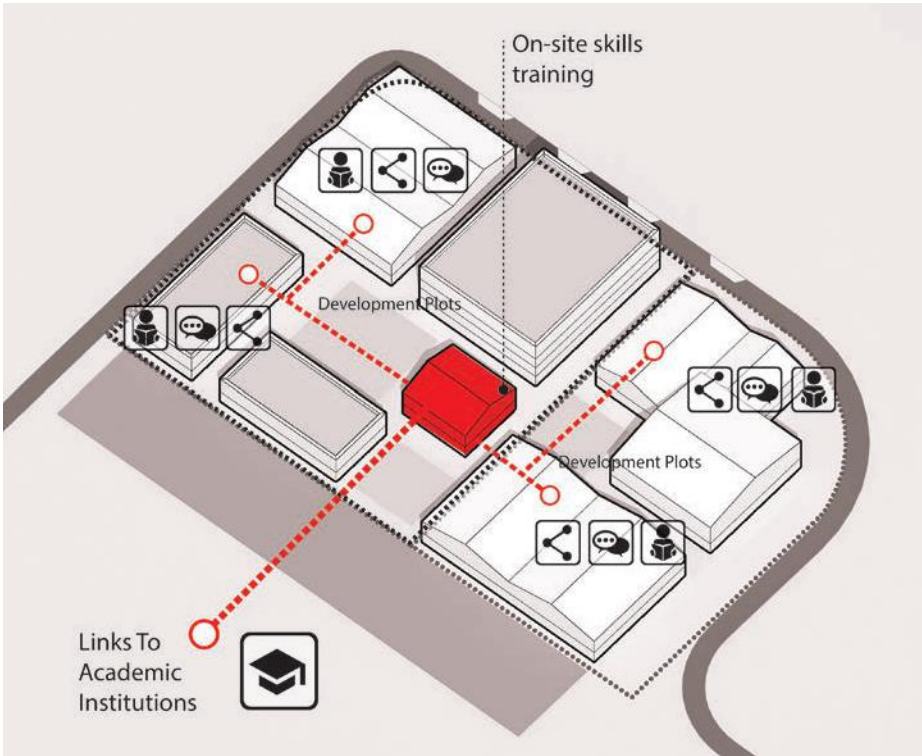 On-site skills
training
Development Plots
Development Plots
Links To
Academic
Institutions